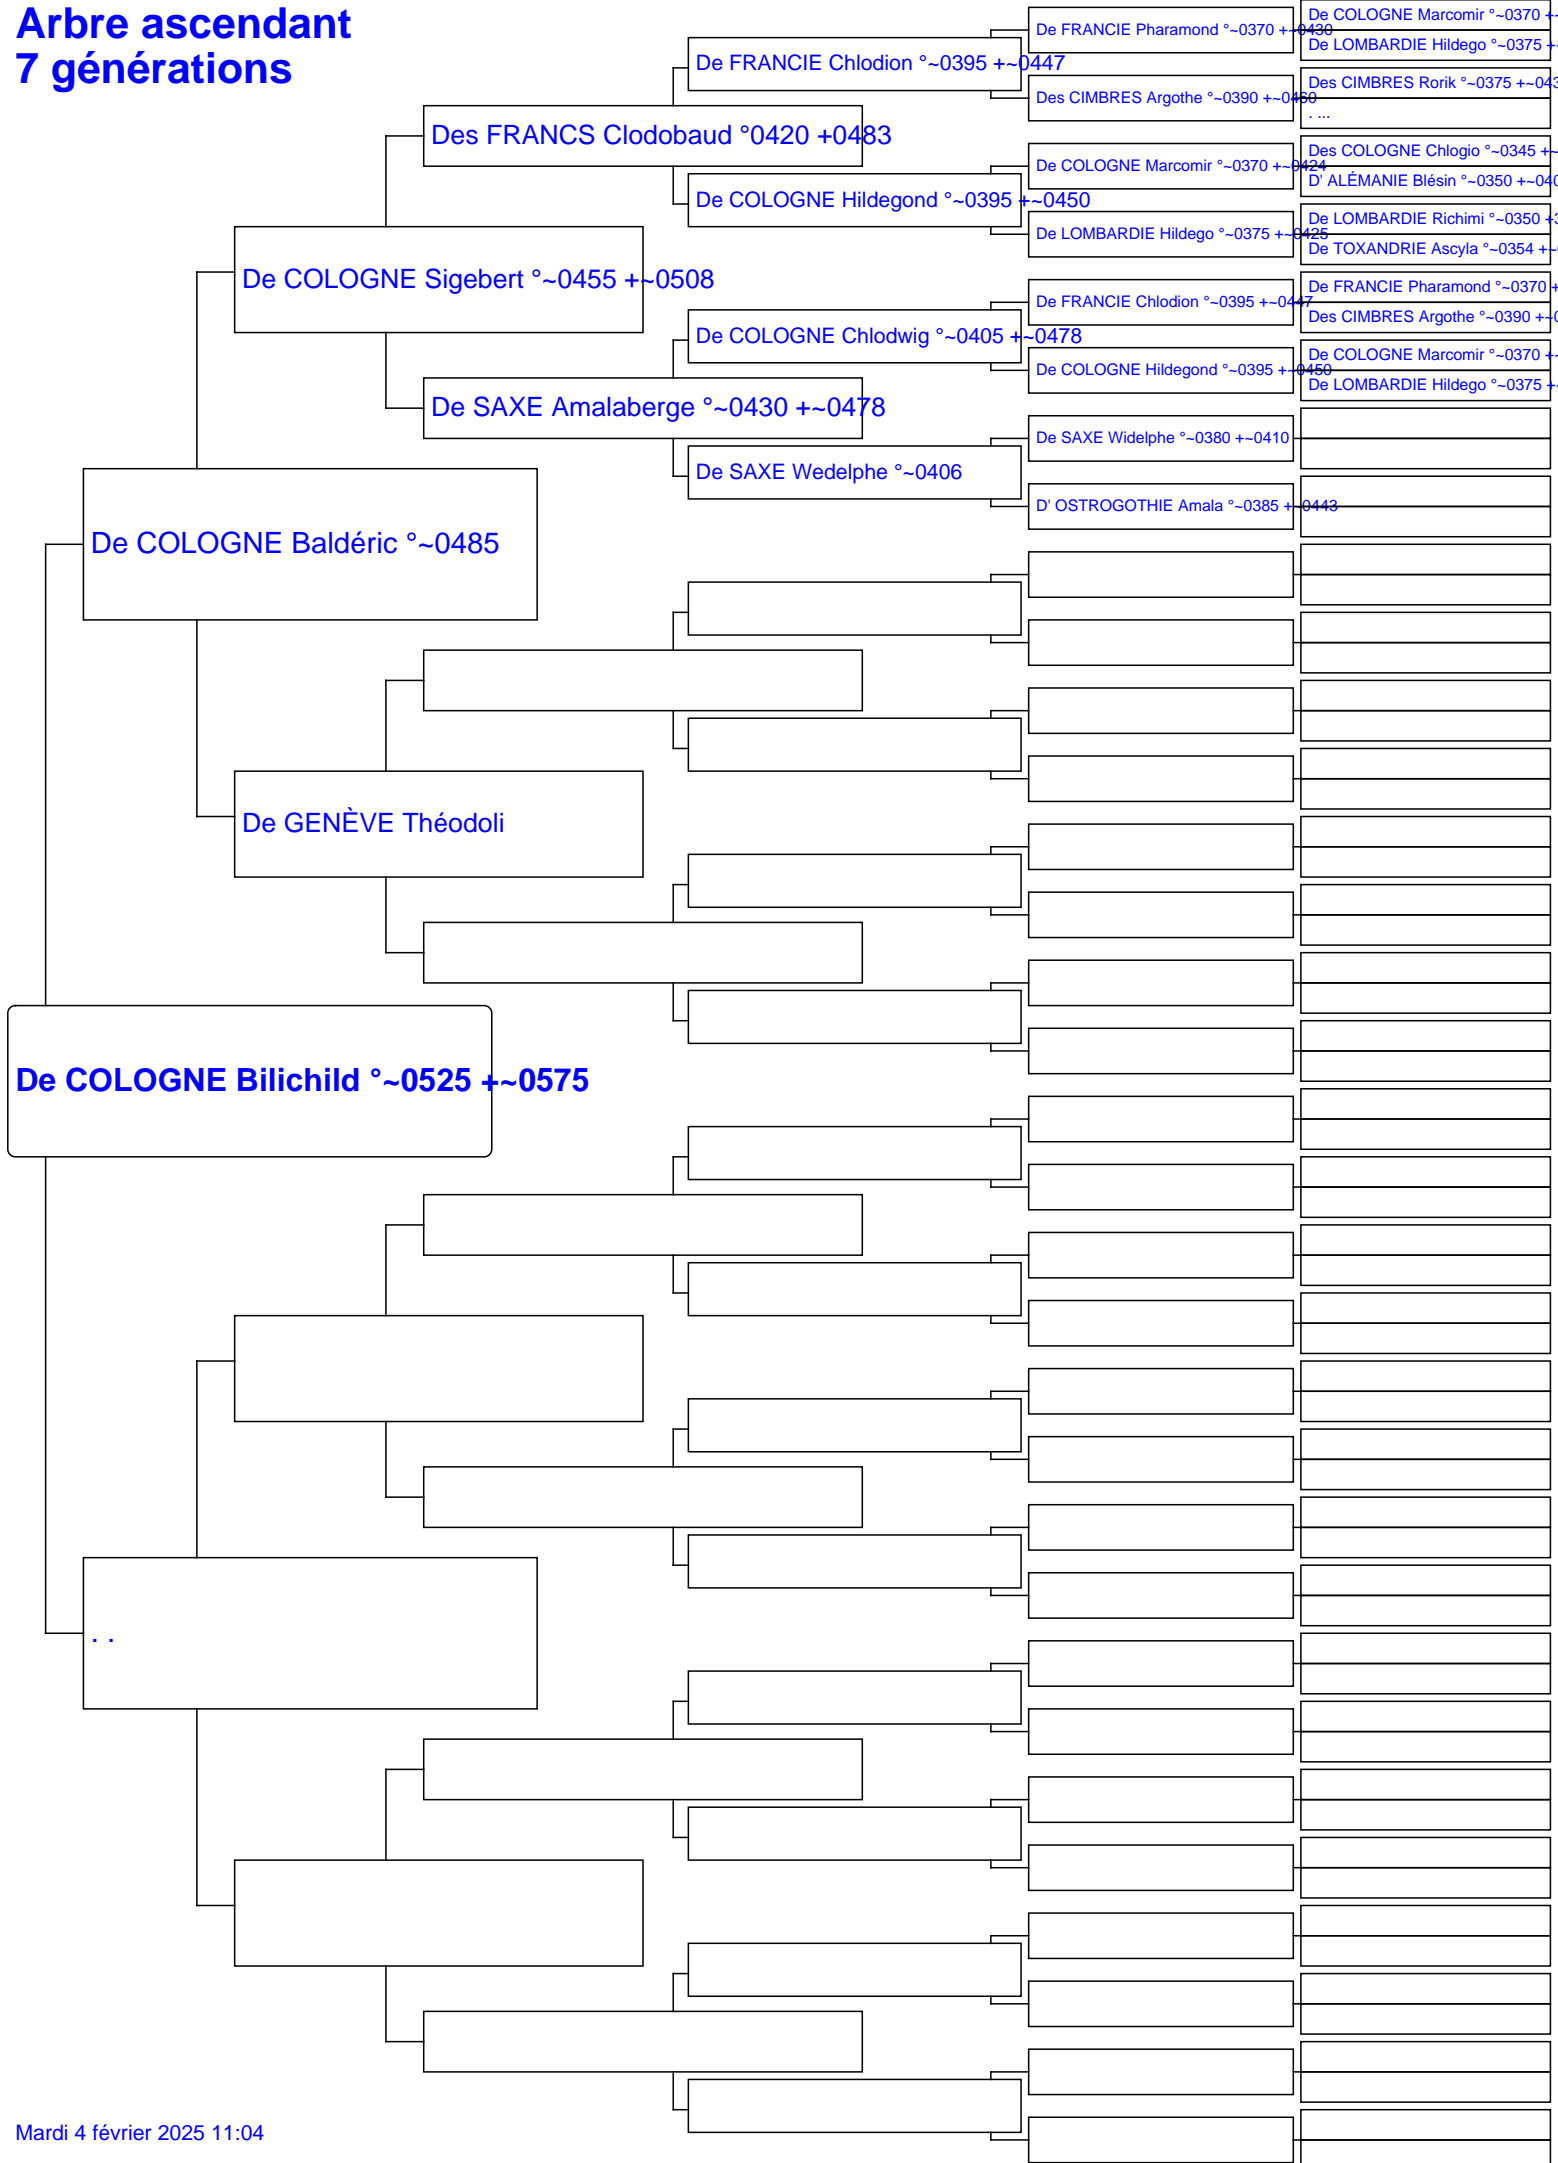 Arbre ascendant
7 générations
De COLOGNE Bilichild °~0525 +~0575
De COLOGNE Baldéric °~0485
. .
De COLOGNE Sigebert °~0455 +~0508
De GENÈVE Théodoli
Des FRANCS Clodobaud °0420 +0483
De SAXE Amalaberge °~0430 +~0478
De FRANCIE Chlodion °~0395 +~0447
De COLOGNE Hildegond °~0395 +~0450
De COLOGNE Chlodwig °~0405 +~0478
De SAXE Wedelphe °~0406
De FRANCIE Pharamond °~0370 +~0430
Des CIMBRES Argothe °~0390 +~0460
De COLOGNE Marcomir °~0370 +~0424
De LOMBARDIE Hildego °~0375 +~0425
De FRANCIE Chlodion °~0395 +~0447
De COLOGNE Hildegond °~0395 +~0450
De SAXE Widelphe °~0380 +~0410
D' OSTROGOTHIE Amala °~0385 +~0443
De COLOGNE Marcomir °~0370 +~
De LOMBARDIE Hildego °~0375 +~
Des CIMBRES Rorik °~0375 +~043
. ...
Des COLOGNE Chlogio °~0345 +~
D' ALÉMANIE Blésin °~0350 +~040
De LOMBARDIE Richimi °~0350 +3
De TOXANDRIE Ascyla °~0354 +~
De FRANCIE Pharamond °~0370 +
Des CIMBRES Argothe °~0390 +~0
De COLOGNE Marcomir °~0370 +~
De LOMBARDIE Hildego °~0375 +~
Mardi 4 février 2025 11:04